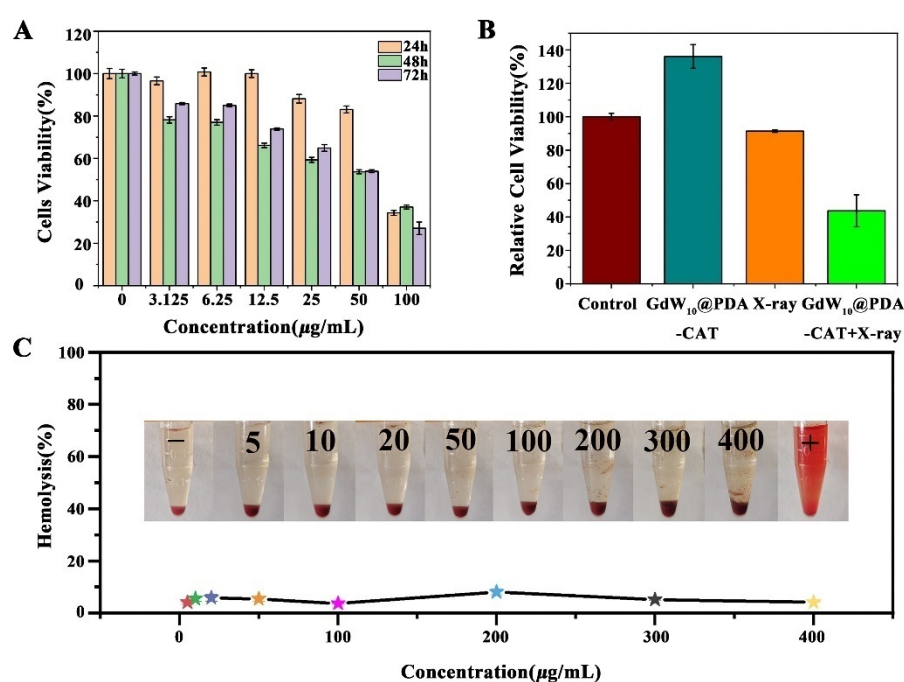 A
120
100
80
60
40
20
0
Cells Viability(%)
24h
48h
72h
0 3.125 6.25 12.5 25 50 100
Concentration(µg/mL)
B
140
120
100
80
60
40
20
0
Relative Cell Viability(%)
Control GdW₁₀@PDA X-ray GdW₁₀@PDA
-CAT -CAT+X-ray
C
100
80
60
40
20
0
Hemolysis(%)
− 5 10 20 50 100 200 300 400 +
0 100 200 300 400
Concentration(µg/mL)